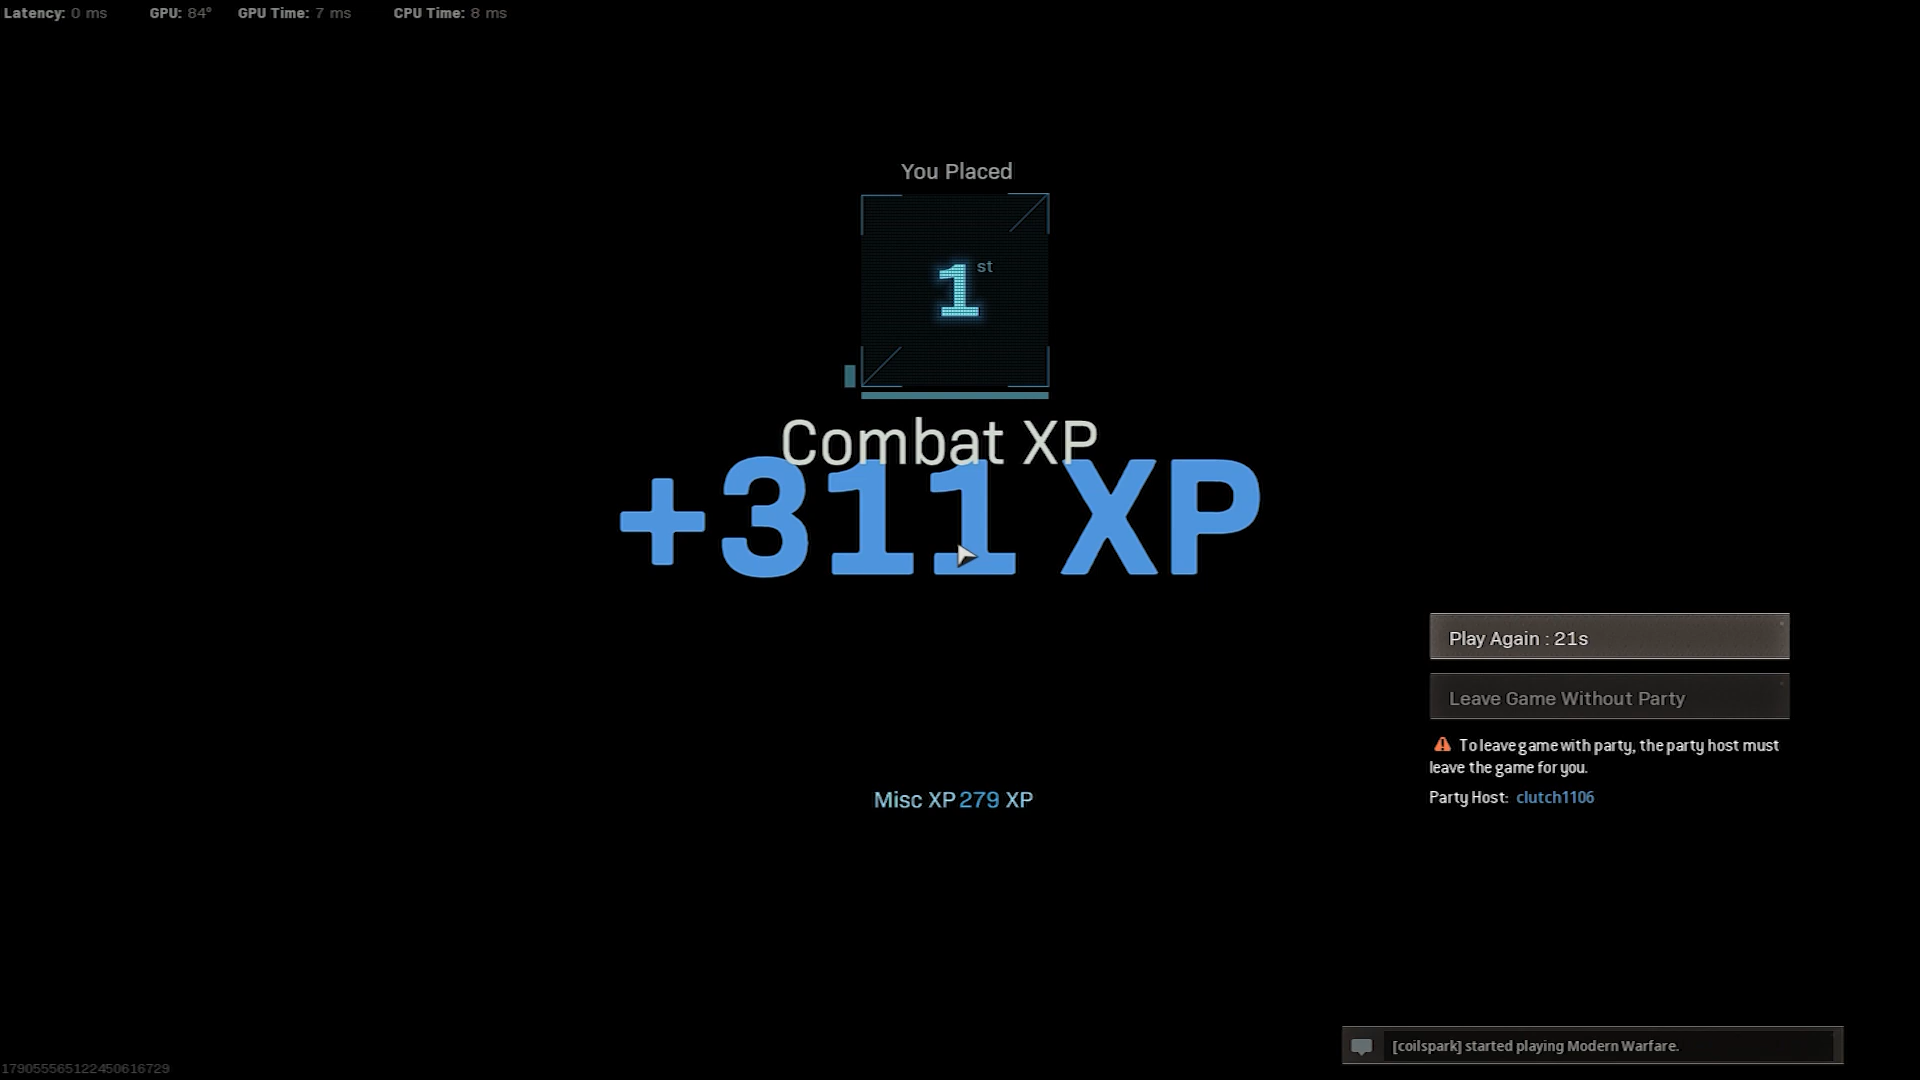 Latency: 0 ms GPU: 84° GPU Time: 7 ms CPU Time: 8 ms
You Placed
1st
Combat XP
+311 XP
Play Again : 21s
Leave Game Without Party
To leave game with party, the party host must
leave the game for you.
Party Host: clutch1106
Misc XP 279 XP
[coilspark] started playing Modern Warfare.
179055565122450616729